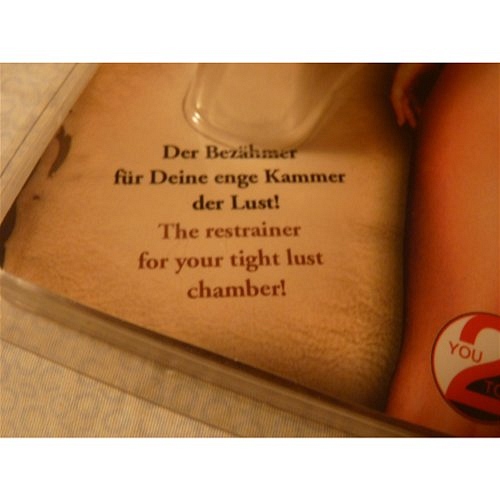 Der Bezähmer
für Deine enge Kammer
der Lust!
The restrainer
for your tight lust
chamber!
YOU
2